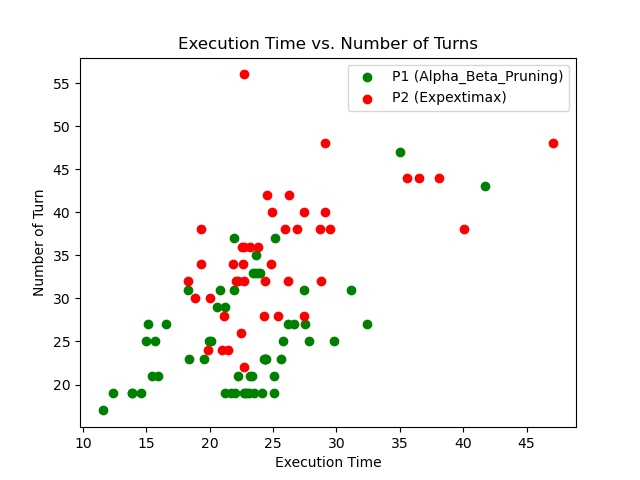 Execution Time vs. Number of Turns
P1 (Alpha_Beta_Pruning)
P2 (Expextimax)
Number of Turn
55
50
45
40
35
30
25
20
10 15 20 25 30 35 40 45
Execution Time